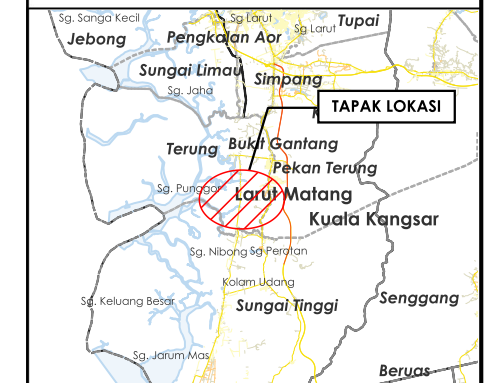 Sg. Sanga Kecil
Sg Larut
Tupai
Jebong
Pengkalan Aor
Sg Larut
Sungai Limau
Simpang
Sg. Jaha
TAPAK LOKASI
Terung
Bukit Gantang
Pekan Terung
Sg. Punggor
Larut Matang
Kuala Kangsar
Sg. Nibong
Sg Perotan
Kolam Udang
Sg. Keluang Besar
Sungai Tinggi
Senggang
Sg. Jarum Mas
Beruas